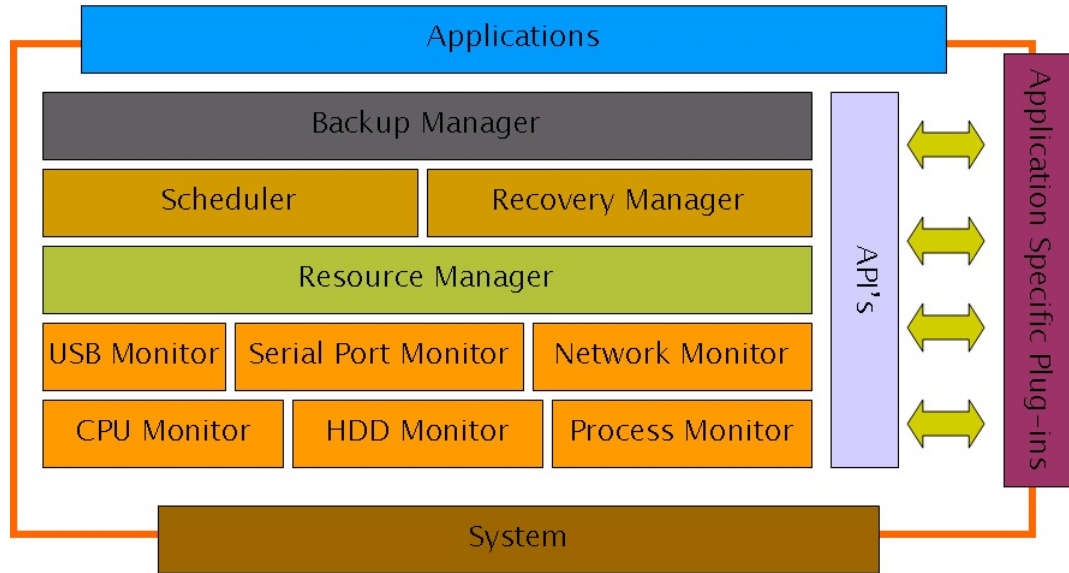 Applications
Backup Manager
Scheduler
Recovery Manager
Resource Manager
USB Monitor
Serial Port Monitor
Network Monitor
CPU Monitor
HDD Monitor
Process Monitor
API's
Application Specific Plug-ins
System